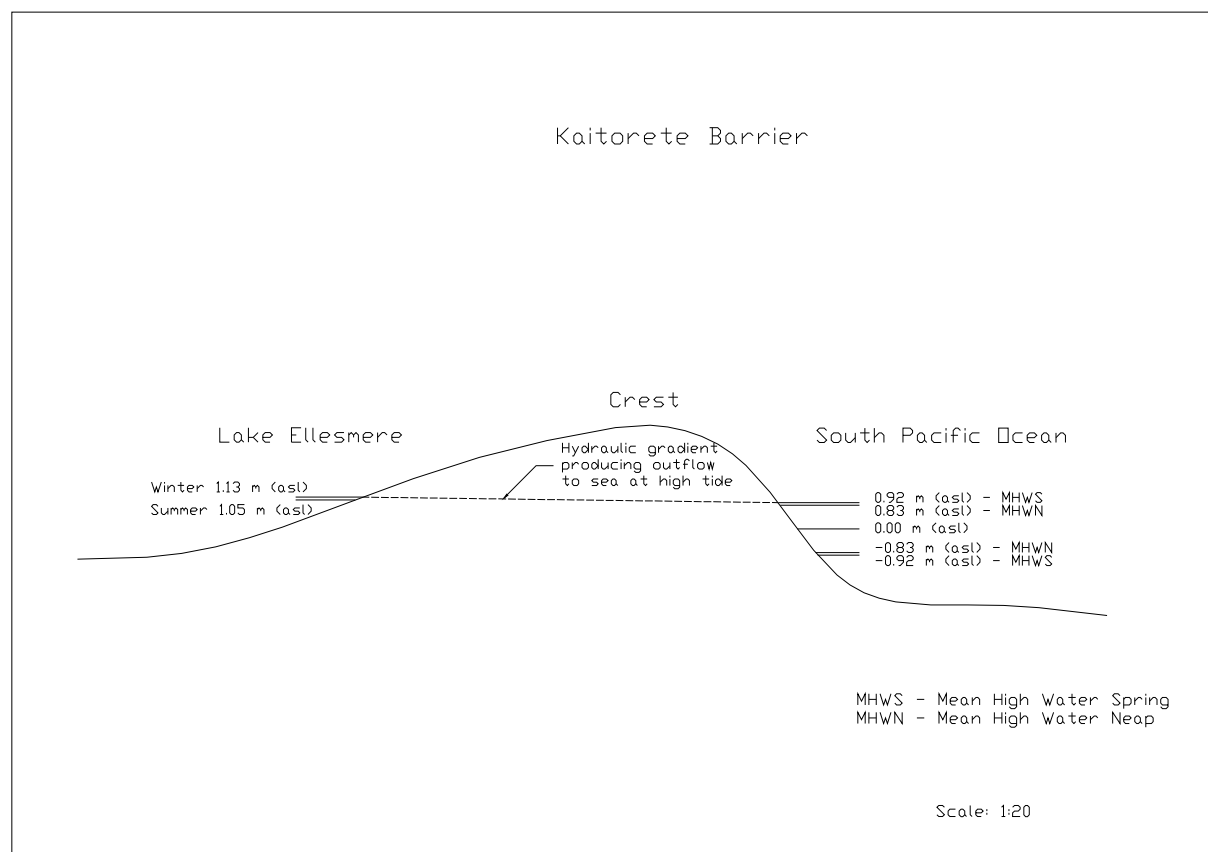 Kaitorete Barrier
Crest
Lake Ellesmere
South Pacific Ocean
Hydraulic gradient
producing outflow
to sea at high tide
Winter 1.13 m (asl)
Summer 1.05 m (asl)
0.92 m (asl) - MHWS
0.83 m (asl) - MHWN
0.00 m (asl)
-0.83 m (asl) - MHWN
-0.92 m (asl) - MHWS
MHWS - Mean High Water Spring
MHWN - Mean High Water Neap
Scale: 1:20